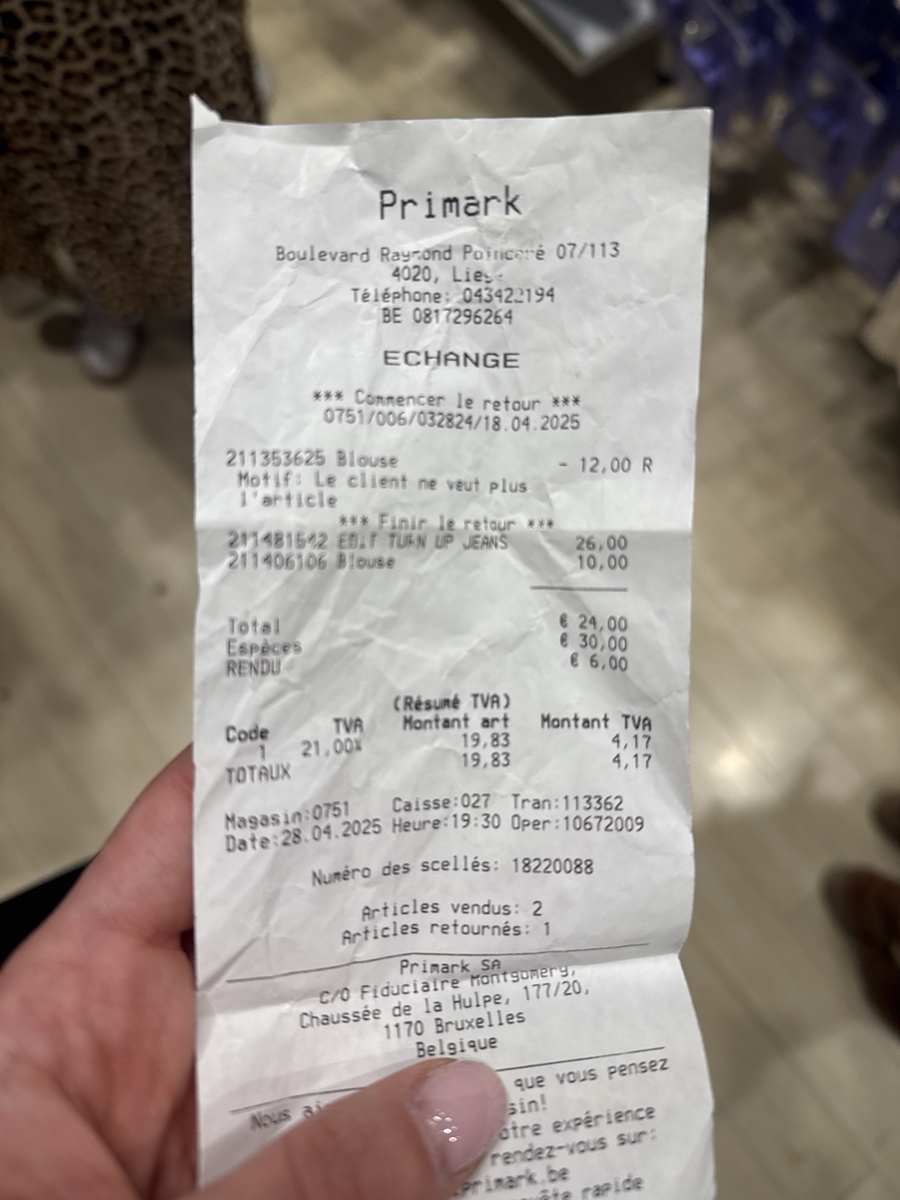 Primark
Boulevard Raymond Poincaré 07/113
4020,
Téléphone: 043422194
BE 0817296264
ECHANGE
*** Commencer le retour ***
0751/006/032824/18.04.2025
211353625 Blouse - 12,00 R
Motif: Le client ne veut plus
l'article
*** Finir le retour ***
211481542 EDIT TURN UP JEANS 26,00
211406106 Blouse 10,00
Total € 24,00
Espèces € 30,00
RENDU € 6,00
(Résumé TVA)
Code TVA Montant art Montant TVA
1 21,00% 19,83 4,17
TOTAUX 19,83 4,17
Magasin:0751 Caisse:027 Tran:113362
Date:28.04.2025 Heure:19:30 Oper:10672009
Numéro des scellés: 18220088
Articles vendus: 2
Articles retournés: 1
Primark SA
C/O Fiduciaire Montgomery,
Chaussée de la Hulpe, 177/20,
1170 Bruxelles
Belgique
Nous que vous pensez
expérience
rendez-vous sur:
primark.be
rapide